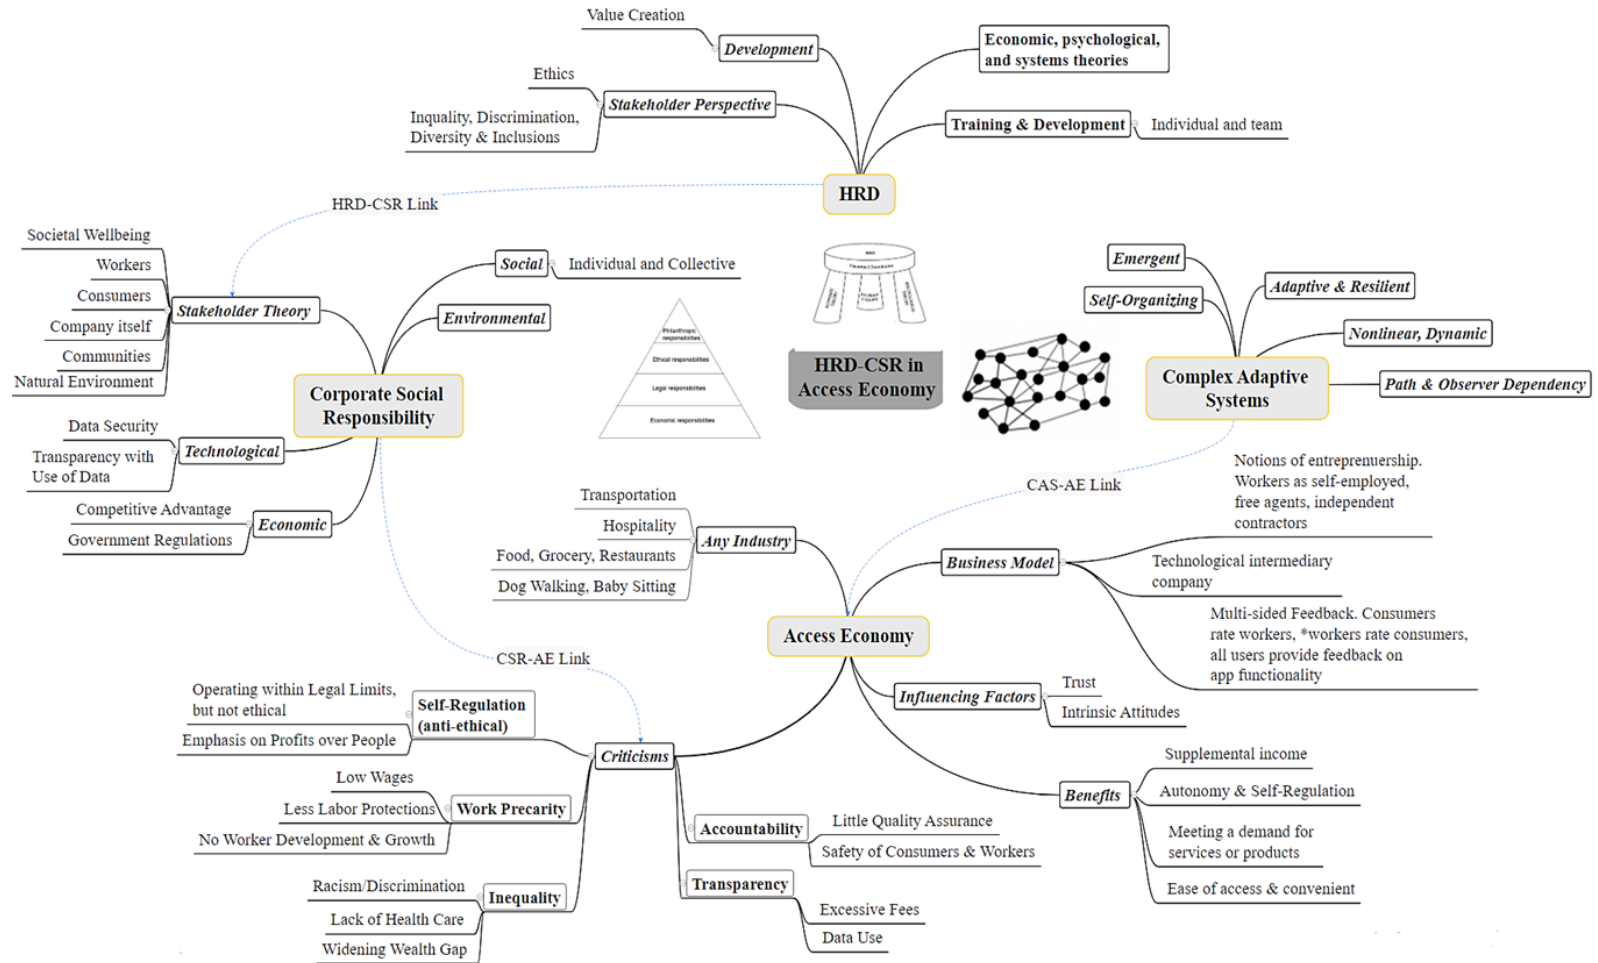 Value Creation
Development
Economic, psychological,
and systems theories
Ethics
Stakeholder Perspective
Inquality, Discrimination,
Diversity & Inclusions
Training & Development
Individual and team
HRD
HRD-CSR Link
Societal Wellbeing
Workers
Consumers
Company itself
Communities
Natural Environment
Stakeholder Theory
Social
Individual and Collective
Environmental
Corporate Social
Responsibility
Data Security
Transparency with
Use of Data
Technological
Competitive Advantage
Government Regulations
Economic
Philanthropic
responsibilities
Ethical responsibilities
Legal responsibilities
Economic responsibilities
HRD-CSR in
Access Economy
Emergent
Self-Organizing
Adaptive & Resilient
Nonlinear, Dynamic
Complex Adaptive
Systems
Path & Observer Dependency
CAS-AE Link
Transportation
Hospitality
Food, Grocery, Restaurants
Dog Walking, Baby Sitting
Any Industry
Business Model
Notions of entreprenuership.
Workers as self-employed,
free agents, independent
contractors
Technological intermediary
company
Multi-sided Feedback. Consumers
rate workers, *workers rate consumers,
all users provide feedback on
app functionality
Access Economy
Influencing Factors
Trust
Intrinsic Attitudes
CSR-AE Link
Operating within Legal Limits,
but not ethical
Emphasis on Profits over People
Self-Regulation
(anti-ethical)
Criticisms
Low Wages
Less Labor Protections
No Worker Development & Growth
Work Precarity
Racism/Discrimination
Lack of Health Care
Widening Wealth Gap
Inequality
Accountability
Little Quality Assurance
Safety of Consumers & Workers
Transparency
Excessive Fees
Data Use
Benefits
Supplemental income
Autonomy & Self-Regulation
Meeting a demand for
services or products
Ease of access & convenient